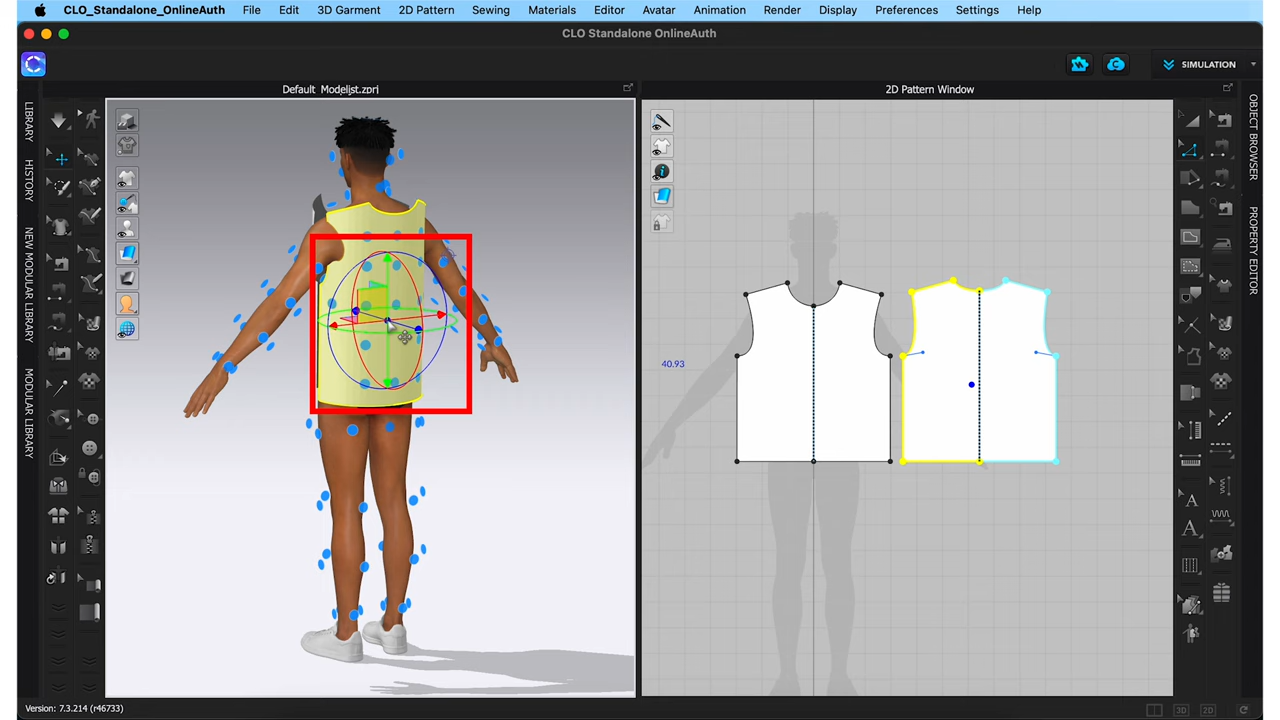 CLO_Standalone_OnlineAuth File Edit 3D Garment 2D Pattern Sewing Materials Editor Avatar Animation Render Display Preferences Settings Help
CLO Standalone OnlineAuth
SIMULATION
Default_Modelist.zprj
2D Pattern Window
LIBRARY
HISTORY
NEW MODULAR LIBRARY
MODULAR LIBRARY
OBJECT BROWSER
PROPERTY EDITOR
40.93
A
A
Version: 7.3.214 (r46733)
3D
2D